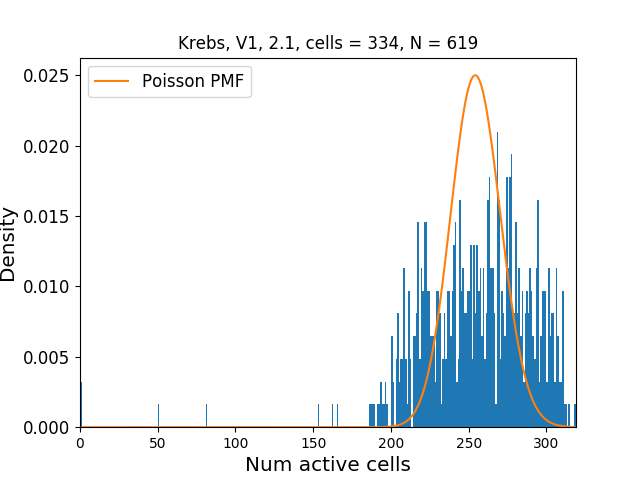 Krebs, V1, 2.1, cells = 334, N = 619
Poisson PMF
Density
0.025
0.020
0.015
0.010
0.005
0.000
0 50 100 150 200 250 300
Num active cells